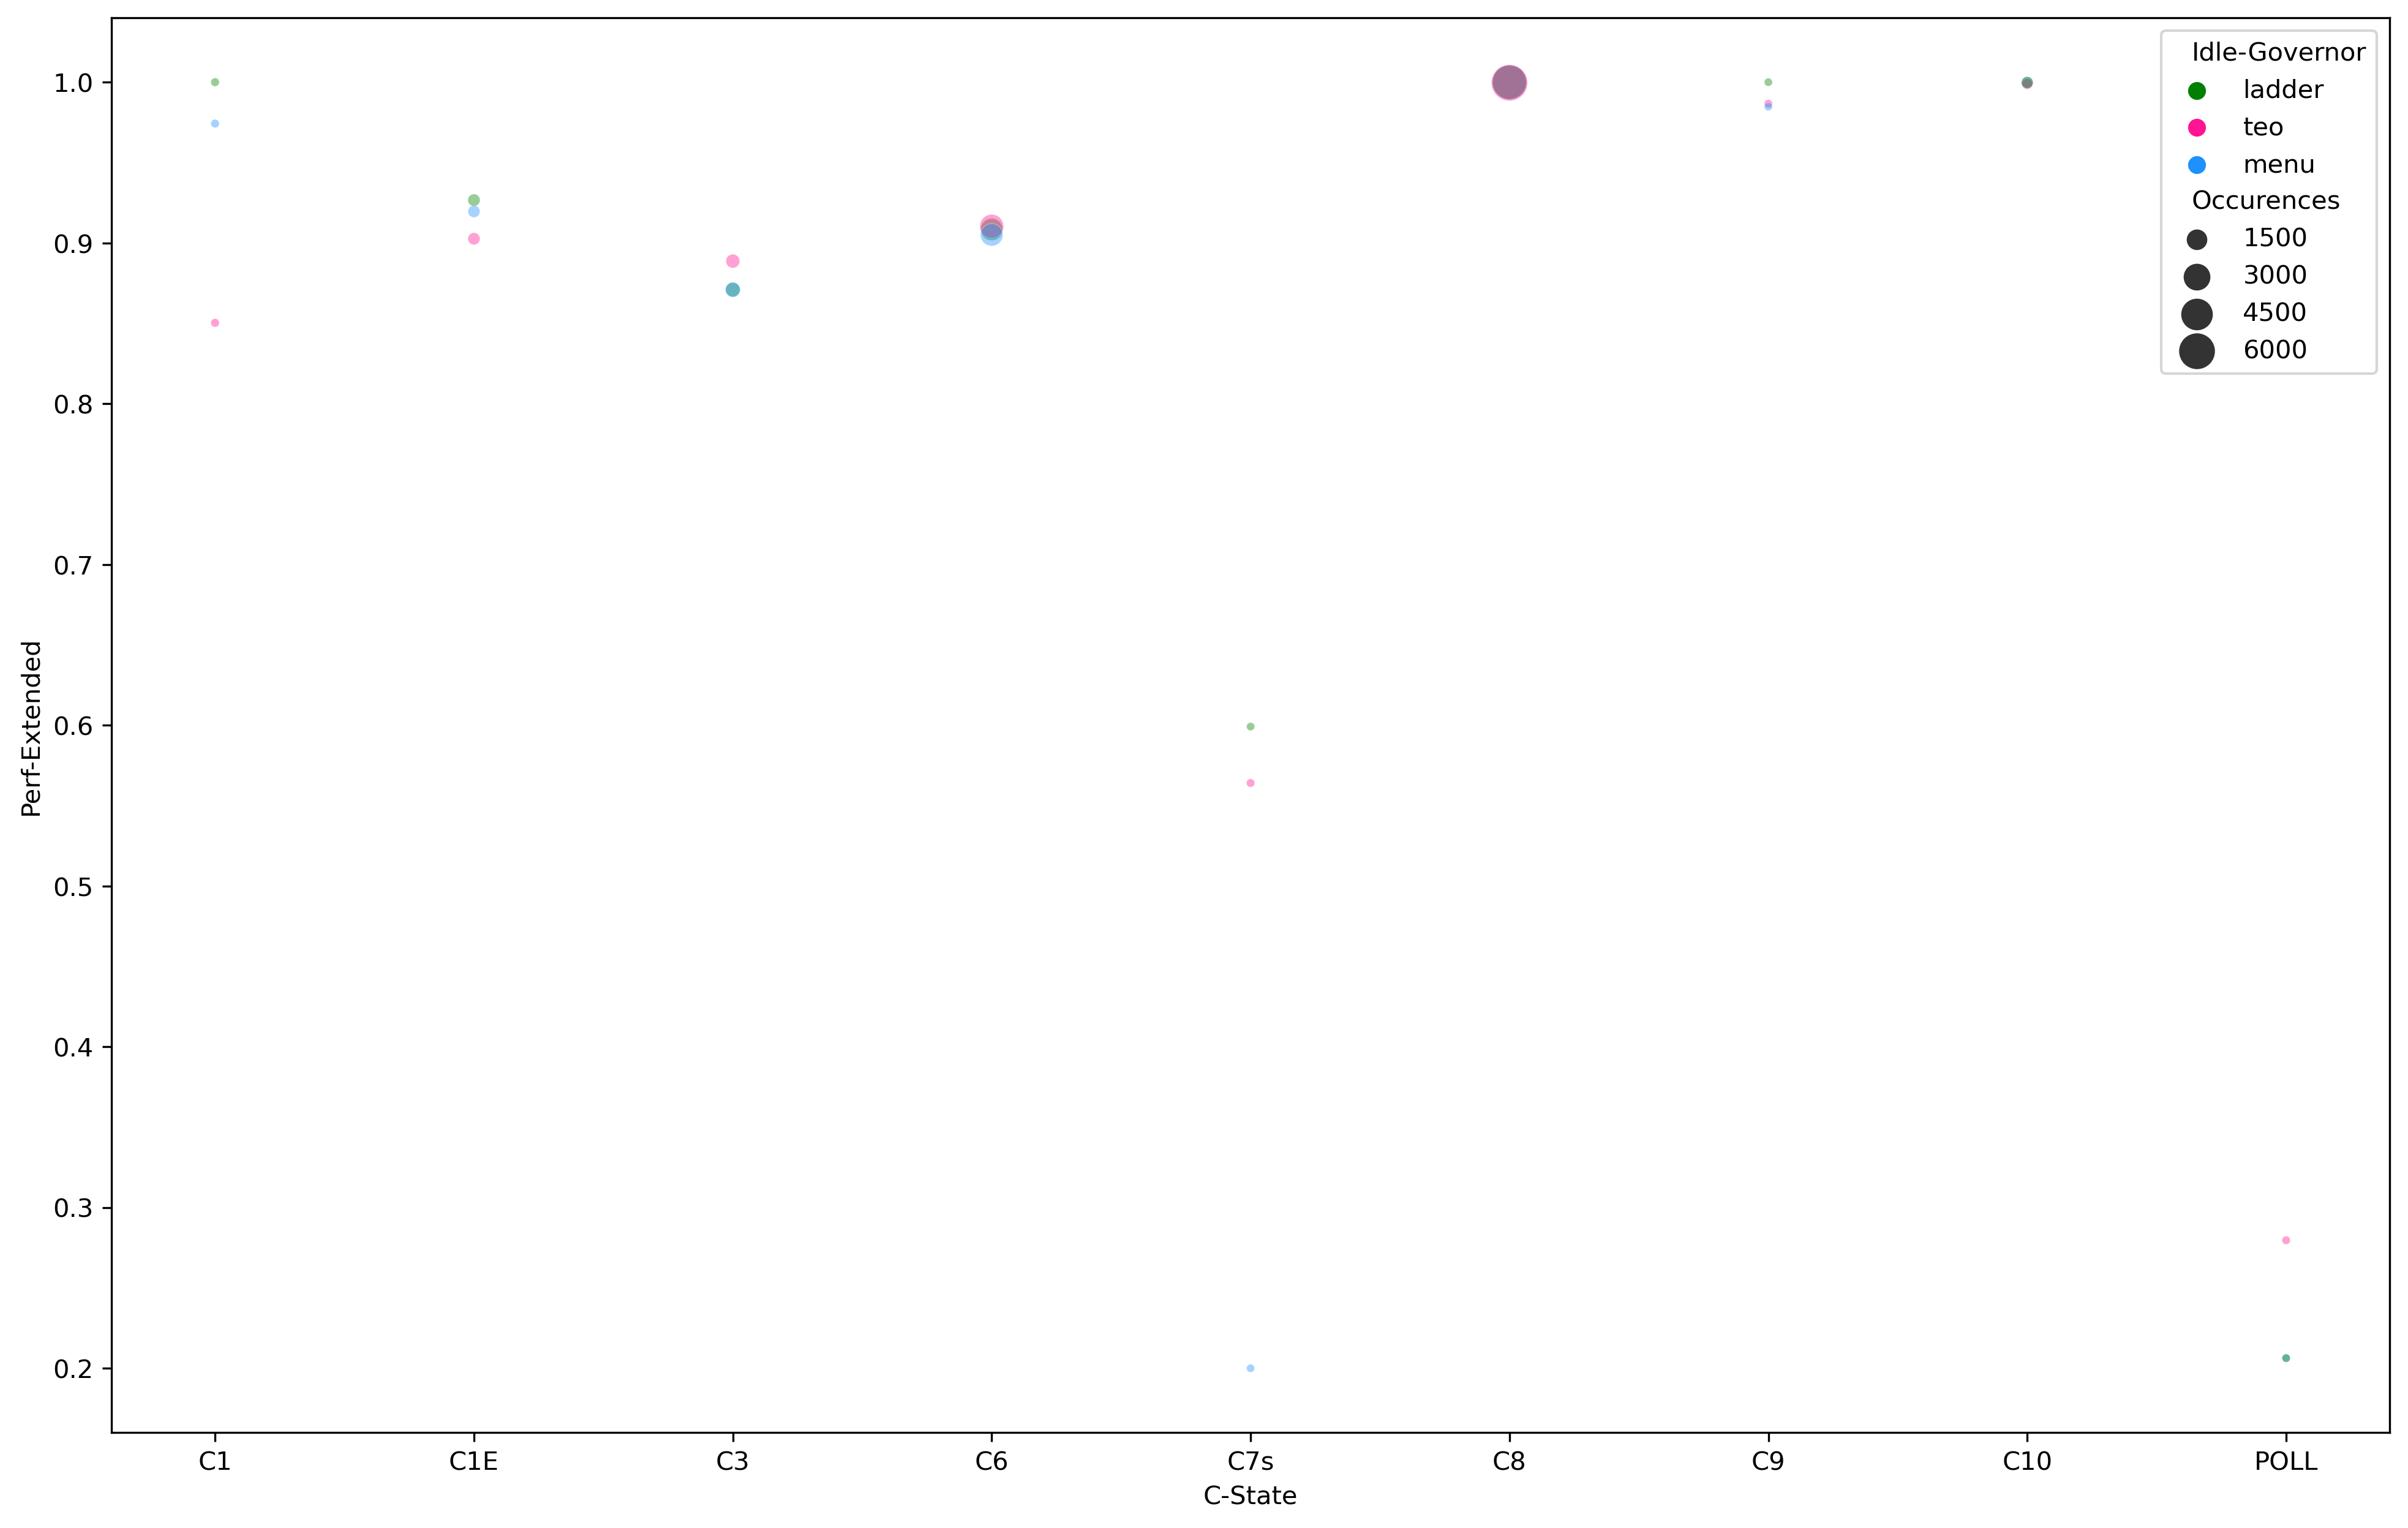 Idle-Governor
ladder
teo
menu
Occurences
1500
3000
4500
6000
Perf-Extended
1.0
0.9
0.8
0.7
0.6
0.5
0.4
0.3
0.2
C1 C1E C3 C6 C7s C8 C9 C10 POLL
C-State